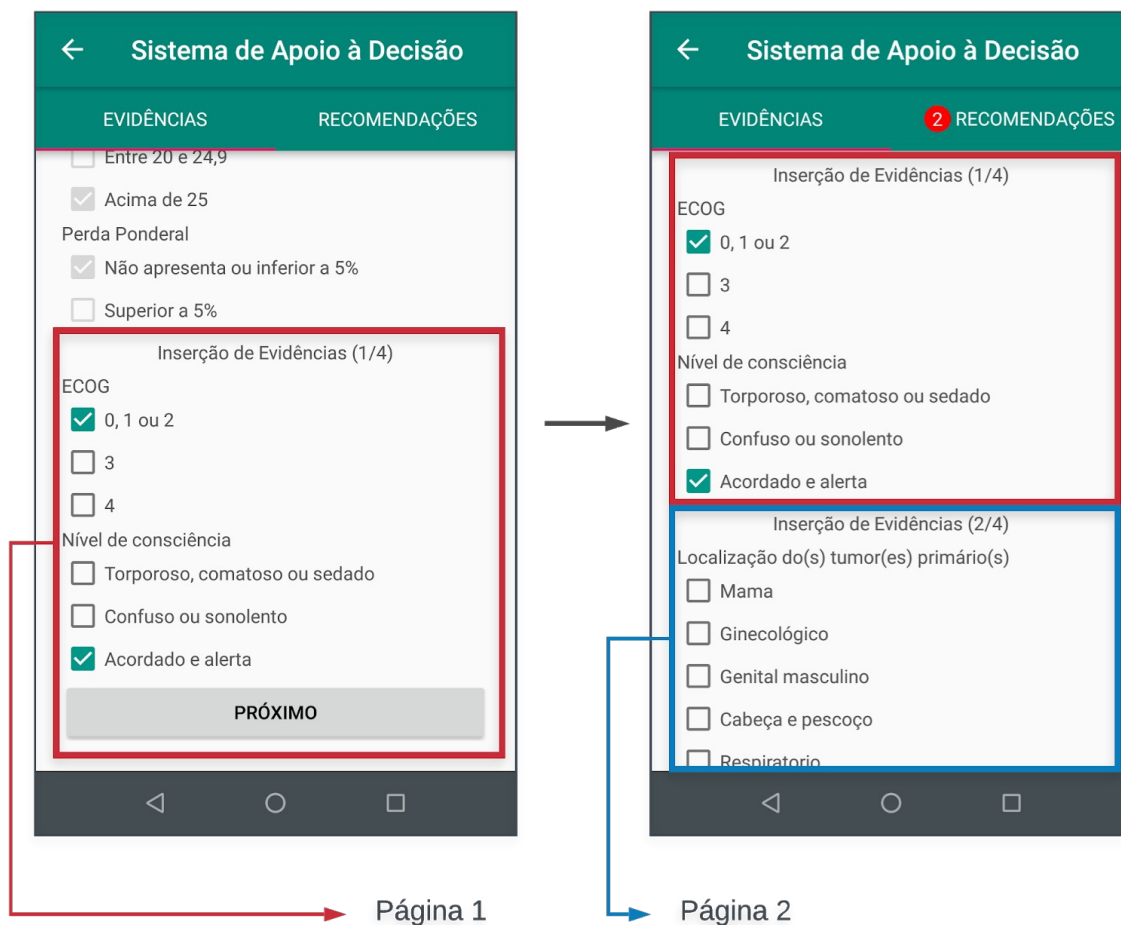 Sistema de Apoio à Decisão
EVIDÊNCIAS RECOMENDAÇÕES
Entre 20 e 24,9
Acima de 25
Perda Ponderal
Não apresenta ou inferior a 5%
Superior a 5%
Inserção de Evidências (1/4)
ECOG
0, 1 ou 2
3
4
Nível de consciência
Torporoso, comatoso ou sedado
Confuso ou sonolento
Acordado e alerta
PRÓXIMO
Página 1
Sistema de Apoio à Decisão
EVIDÊNCIAS 2 RECOMENDAÇÕES
Inserção de Evidências (1/4)
ECOG
0, 1 ou 2
3
4
Nível de consciência
Torporoso, comatoso ou sedado
Confuso ou sonolento
Acordado e alerta
Inserção de Evidências (2/4)
Localização do(s) tumor(es) primário(s)
Mama
Ginecológico
Genital masculino
Cabeça e pescoço
Respiratorio
Página 2